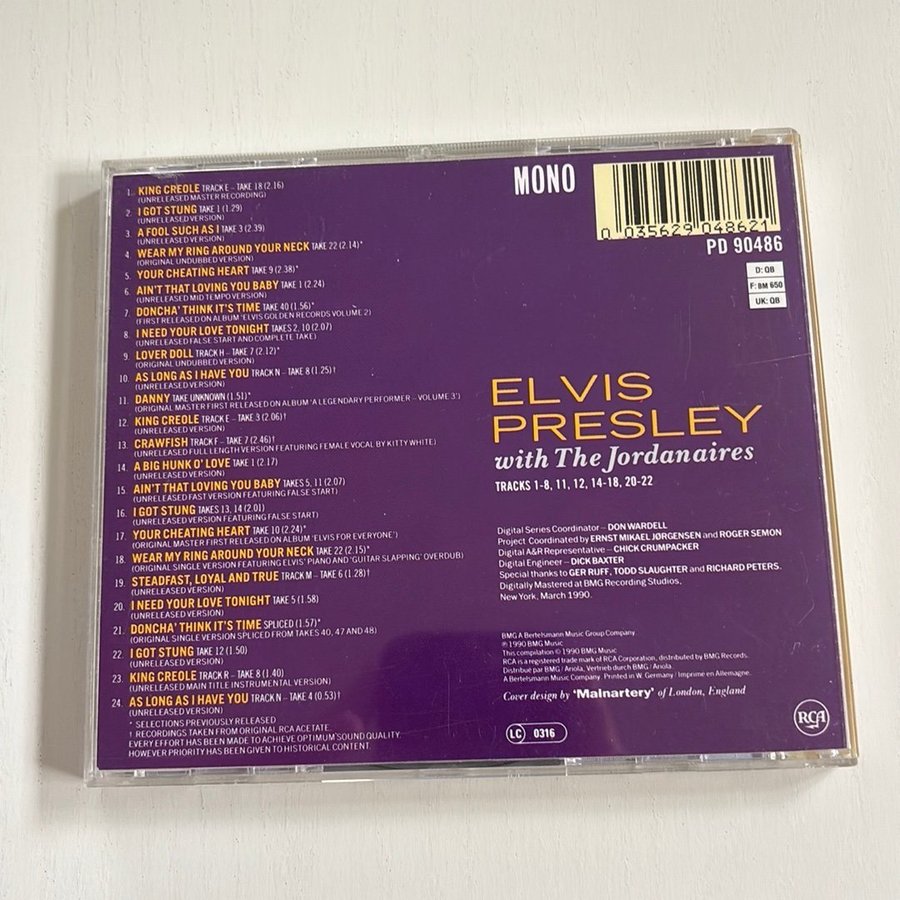 1. KING CREOLE TRACK E – TAKE 18 (2.16)
(UNRELEASED MASTER RECORDING)
2. I GOT STUNG TAKE 1 (1.29)
(UNRELEASED VERSION)
3. A FOOL SUCH AS I TAKE 3 (2.39)
(UNRELEASED VERSION)
4. WEAR MY RING AROUND YOUR NECK TAKE 22 (2.14)*
(ORIGINAL UNDUBBED VERSION)
5. YOUR CHEATING HEART TAKE 9 (2.38)*
6. AIN'T THAT LOVING YOU BABY TAKE 1 (2.24)
(UNRELEASED MID TEMPO VERSION)
7. DONCHA' THINK IT'S TIME TAKE 40 (1.56)*
(FIRST RELEASED ON ALBUM 'ELVIS GOLDEN RECORDS VOLUME 2)
8. I NEED YOUR LOVE TONIGHT TAKES 2, 10 (2.07)
(UNRELEASED FALSE START AND COMPLETE TAKE)
9. LOVER DOLL TRACK H – TAKE 7 (2.12)*
(ORIGINAL UNDUBBED VERSION)
10. AS LONG AS I HAVE YOU TRACK N – TAKE 8 (1.25)†
(UNRELEASED VERSION)
11. DANNY TAKE UNKNOWN (1.51)*
(ORIGINAL MASTER FIRST RELEASED ON ALBUM 'A LEGENDARY PERFORMER – VOLUME 3')
12. KING CREOLE TRACK E – TAKE 3 (2.06)†
(UNRELEASED VERSION)
13. CRAWFISH TRACK F – TAKE 7 (2.46)†
(UNRELEASED FULL LENGTH VERSION FEATURING FEMALE VOCAL BY KITTY WHITE)
14. A BIG HUNK O' LOVE TAKE 1 (2.17)
(UNRELEASED VERSION)
15. AIN'T THAT LOVING YOU BABY TAKES 5, 11 (2.07)
(UNRELEASED FAST VERSION FEATURING FALSE START)
16. I GOT STUNG TAKES 13, 14 (2.01)
(UNRELEASED VERSION FEATURING FALSE START)
17. YOUR CHEATING HEART TAKE 10 (2.24)*
(ORIGINAL MASTER FIRST RELEASED ON ALBUM 'ELVIS FOR EVERYONE')
18. WEAR MY RING AROUND YOUR NECK TAKE 22 (2.15)*
(ORIGINAL SINGLE VERSION FEATURING ELVIS' PIANO AND 'GUITAR SLAPPING' OVERDUB)
19. STEADFAST, LOYAL AND TRUE TRACK M – TAKE 6 (1.28)†
(UNRELEASED VERSION)
20. I NEED YOUR LOVE TONIGHT TAKE 5 (1.58)
(UNRELEASED VERSION)
21. DONCHA' THINK IT'S TIME SPLICED (1.57)*
(ORIGINAL SINGLE VERSION SPLICED FROM TAKES 40, 47 AND 48)
22. I GOT STUNG TAKE 12 (1.50)
(UNRELEASED VERSION)
23. KING CREOLE TRACK R – TAKE 8 (1.40)
(UNRELEASED MAIN TITLE INSTRUMENTAL VERSION)
24. AS LONG AS I HAVE YOU TRACK N – TAKE 4 (0.53)†
(UNRELEASED VERSION)
* SELECTIONS PREVIOUSLY RELEASED
† RECORDINGS TAKEN FROM ORIGINAL RCA ACETATE.
EVERY EFFORT HAS BEEN MADE TO ACHIEVE OPTIMUM SOUND QUALITY.
HOWEVER PRIORITY HAS BEEN GIVEN TO HISTORICAL CONTENT.
MONO
0 035629 048621
PD 90486
D: QB
F: BM 650
UK: QB
ELVIS
PRESLEY
with The Jordanaires
TRACKS 1-8, 11, 12, 14-18, 20-22
Digital Series Coordinator – DON WARDELL
Project Coordinated by ERNST MIKAEL JØRGENSEN and ROGER SEMON
Digital A&R Representative – CHICK CRUMPACKER
Digital Engineer – DICK BAXTER
Special thanks to GER RIJFF, TODD SLAUGHTER and RICHARD PETERS.
Digitally Mastered at BMG Recording Studios,
New York, March 1990.
BMG A Bertelsmann Music Group Company
℗ 1990 BMG Music
This compilation © 1990 BMG Music
RCA is a registered trade mark of RCA Corporation, distributed by BMG Records.
Distribué par BMG / Ariola, Vertrieb durch BMG / Ariola.
A Bertelsmann Music Group Company. Printed in W. Germany / Imprime en Allemagne.
Cover design by 'Malnartery' of London, England
LC 0316
RCA